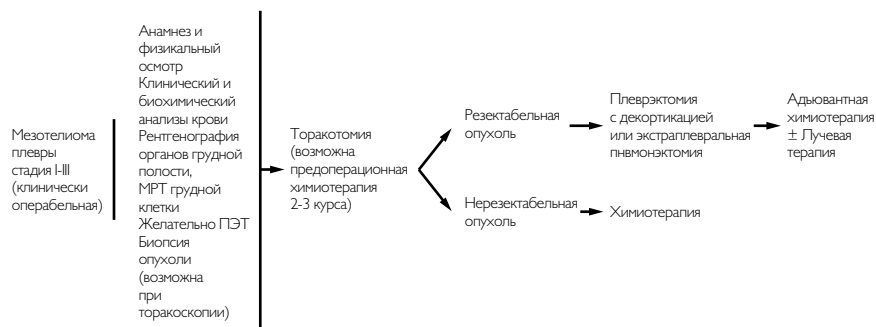 Мезотелиома
плевры
стадия I-III
(клинически
операбельная)
Анамнез и
физикальный
осмотр
Клинический и
биохимический
анализы крови
Рентгенография
органов грудной
полости,
МРТ грудной
клетки
Желательно ПЭТ
Биопсия
опухоли
(возможна
при
торакоскопии)
Торакотомия
(возможна
предоперационная
химиотерапия
2-3 курса)
Резектабельная
опухоль
Плеврэктомия
с декортикацией
или экстраплевральная
пнвмонэктомия
Адъювантная
химиотерапия
± Лучевая
терапия
Нерезектабельная
опухоль
Химиотерапия